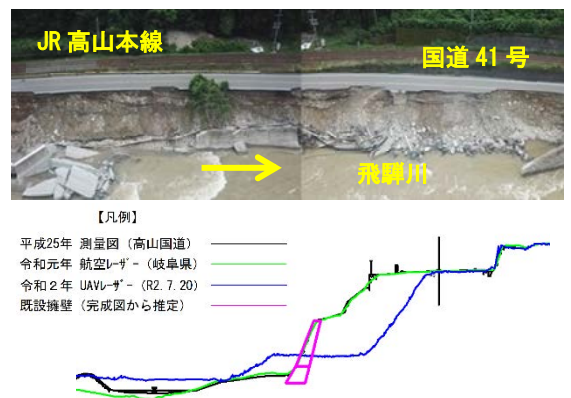 JR 高山本線
国道 41 号
飛騨川
【凡例】
平成25年 測量図（高山国道）
令和元年 航空ﾚｰｻﾞｰ（岐阜県）
令和２年 UAVﾚｰｻﾞｰ（R2.7.20）
既設擁壁（完成図から推定）